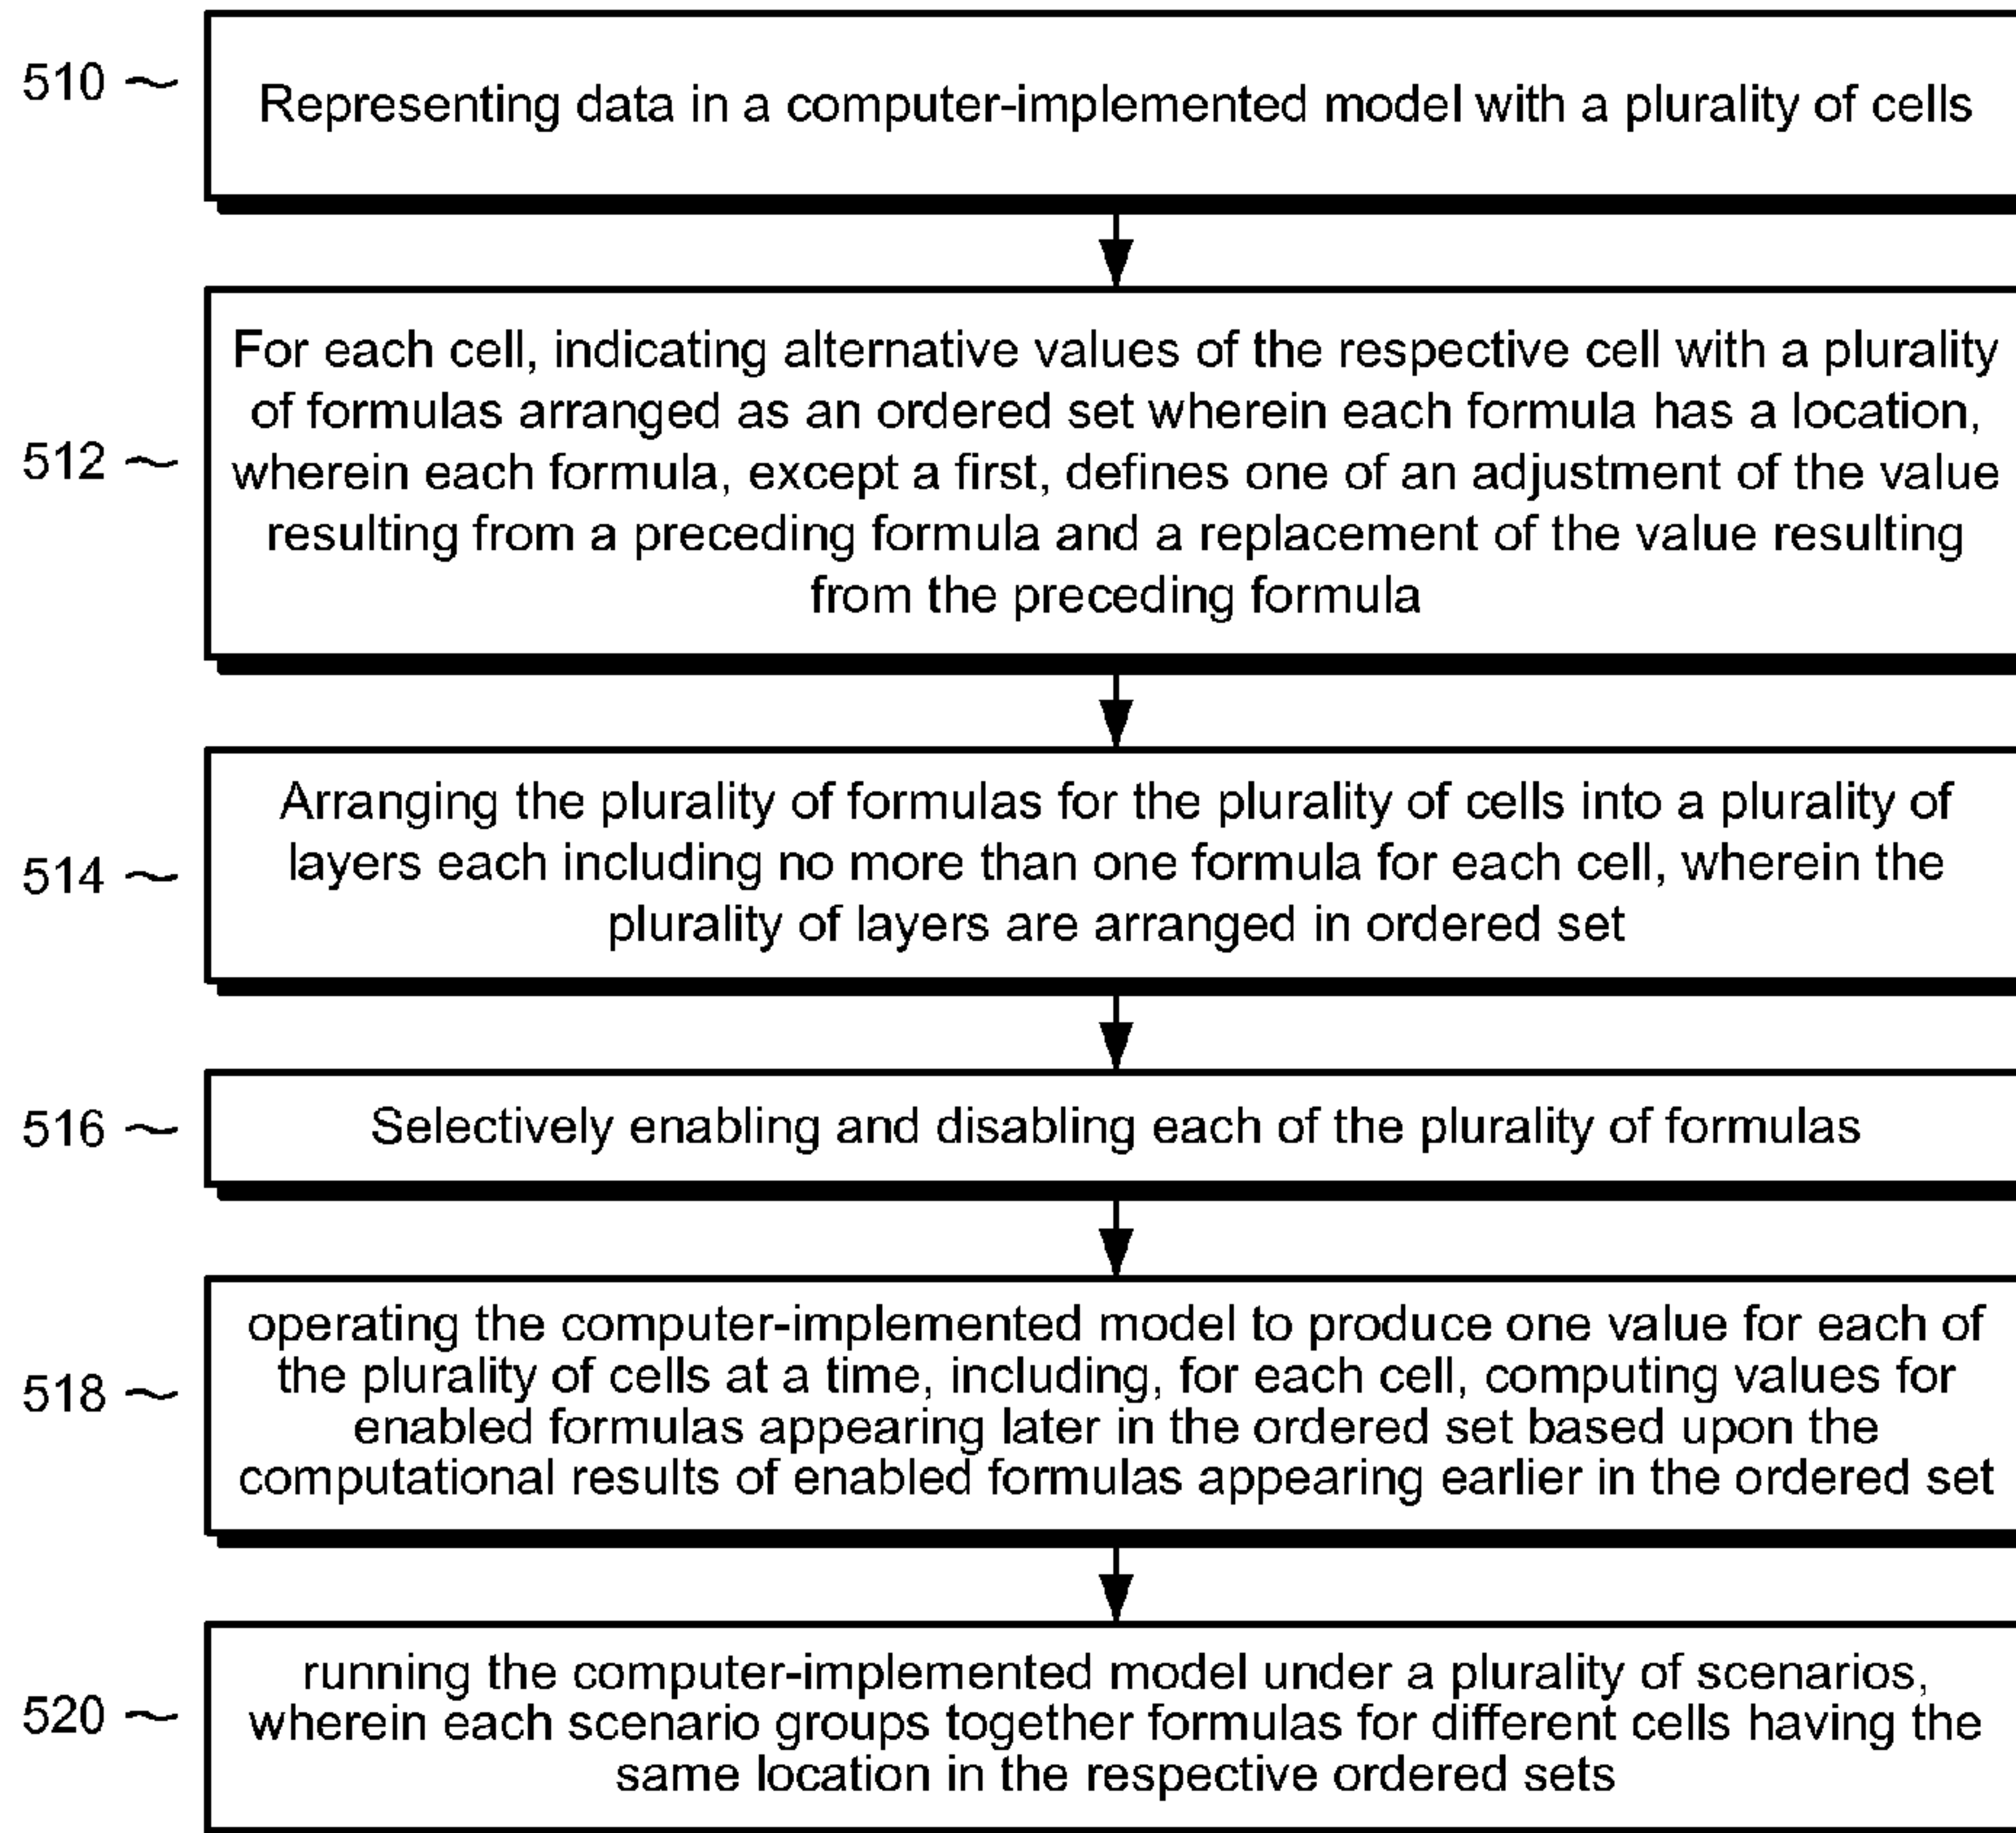 510
Representing data in a computer-implemented model with a plurality of cells
512
For each cell, indicating alternative values of the respective cell with a plurality
of formulas arranged as an ordered set wherein each formula has a location,
wherein each formula, except a first, defines one of an adjustment of the value
resulting from a preceding formula and a replacement of the value resulting
from the preceding formula
514
Arranging the plurality of formulas for the plurality of cells into a plurality of
layers each including no more than one formula for each cell, wherein the
plurality of layers are arranged in ordered set
516
Selectively enabling and disabling each of the plurality of formulas
518
operating the computer-implemented model to produce one value for each of
the plurality of cells at a time, including, for each cell, computing values for
enabled formulas appearing later in the ordered set based upon the
computational results of enabled formulas appearing earlier in the ordered set
520
running the computer-implemented model under a plurality of scenarios,
wherein each scenario groups together formulas for different cells having the
same location in the respective ordered sets